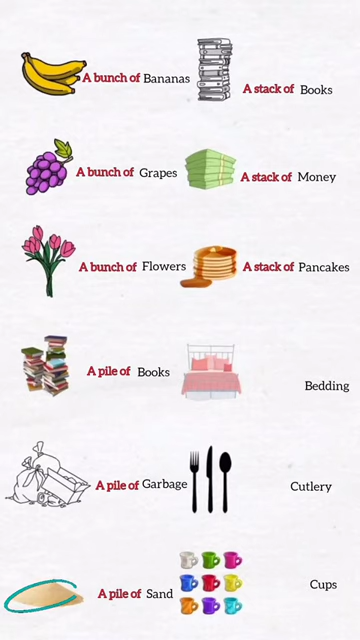 A bunch of Bananas
A stack of Books
A bunch of Grapes
A stack of Money
A bunch of Flowers
A stack of Pancakes
A pile of Books
Bedding
A pile of Garbage
Cutlery
A pile of Sand
Cups